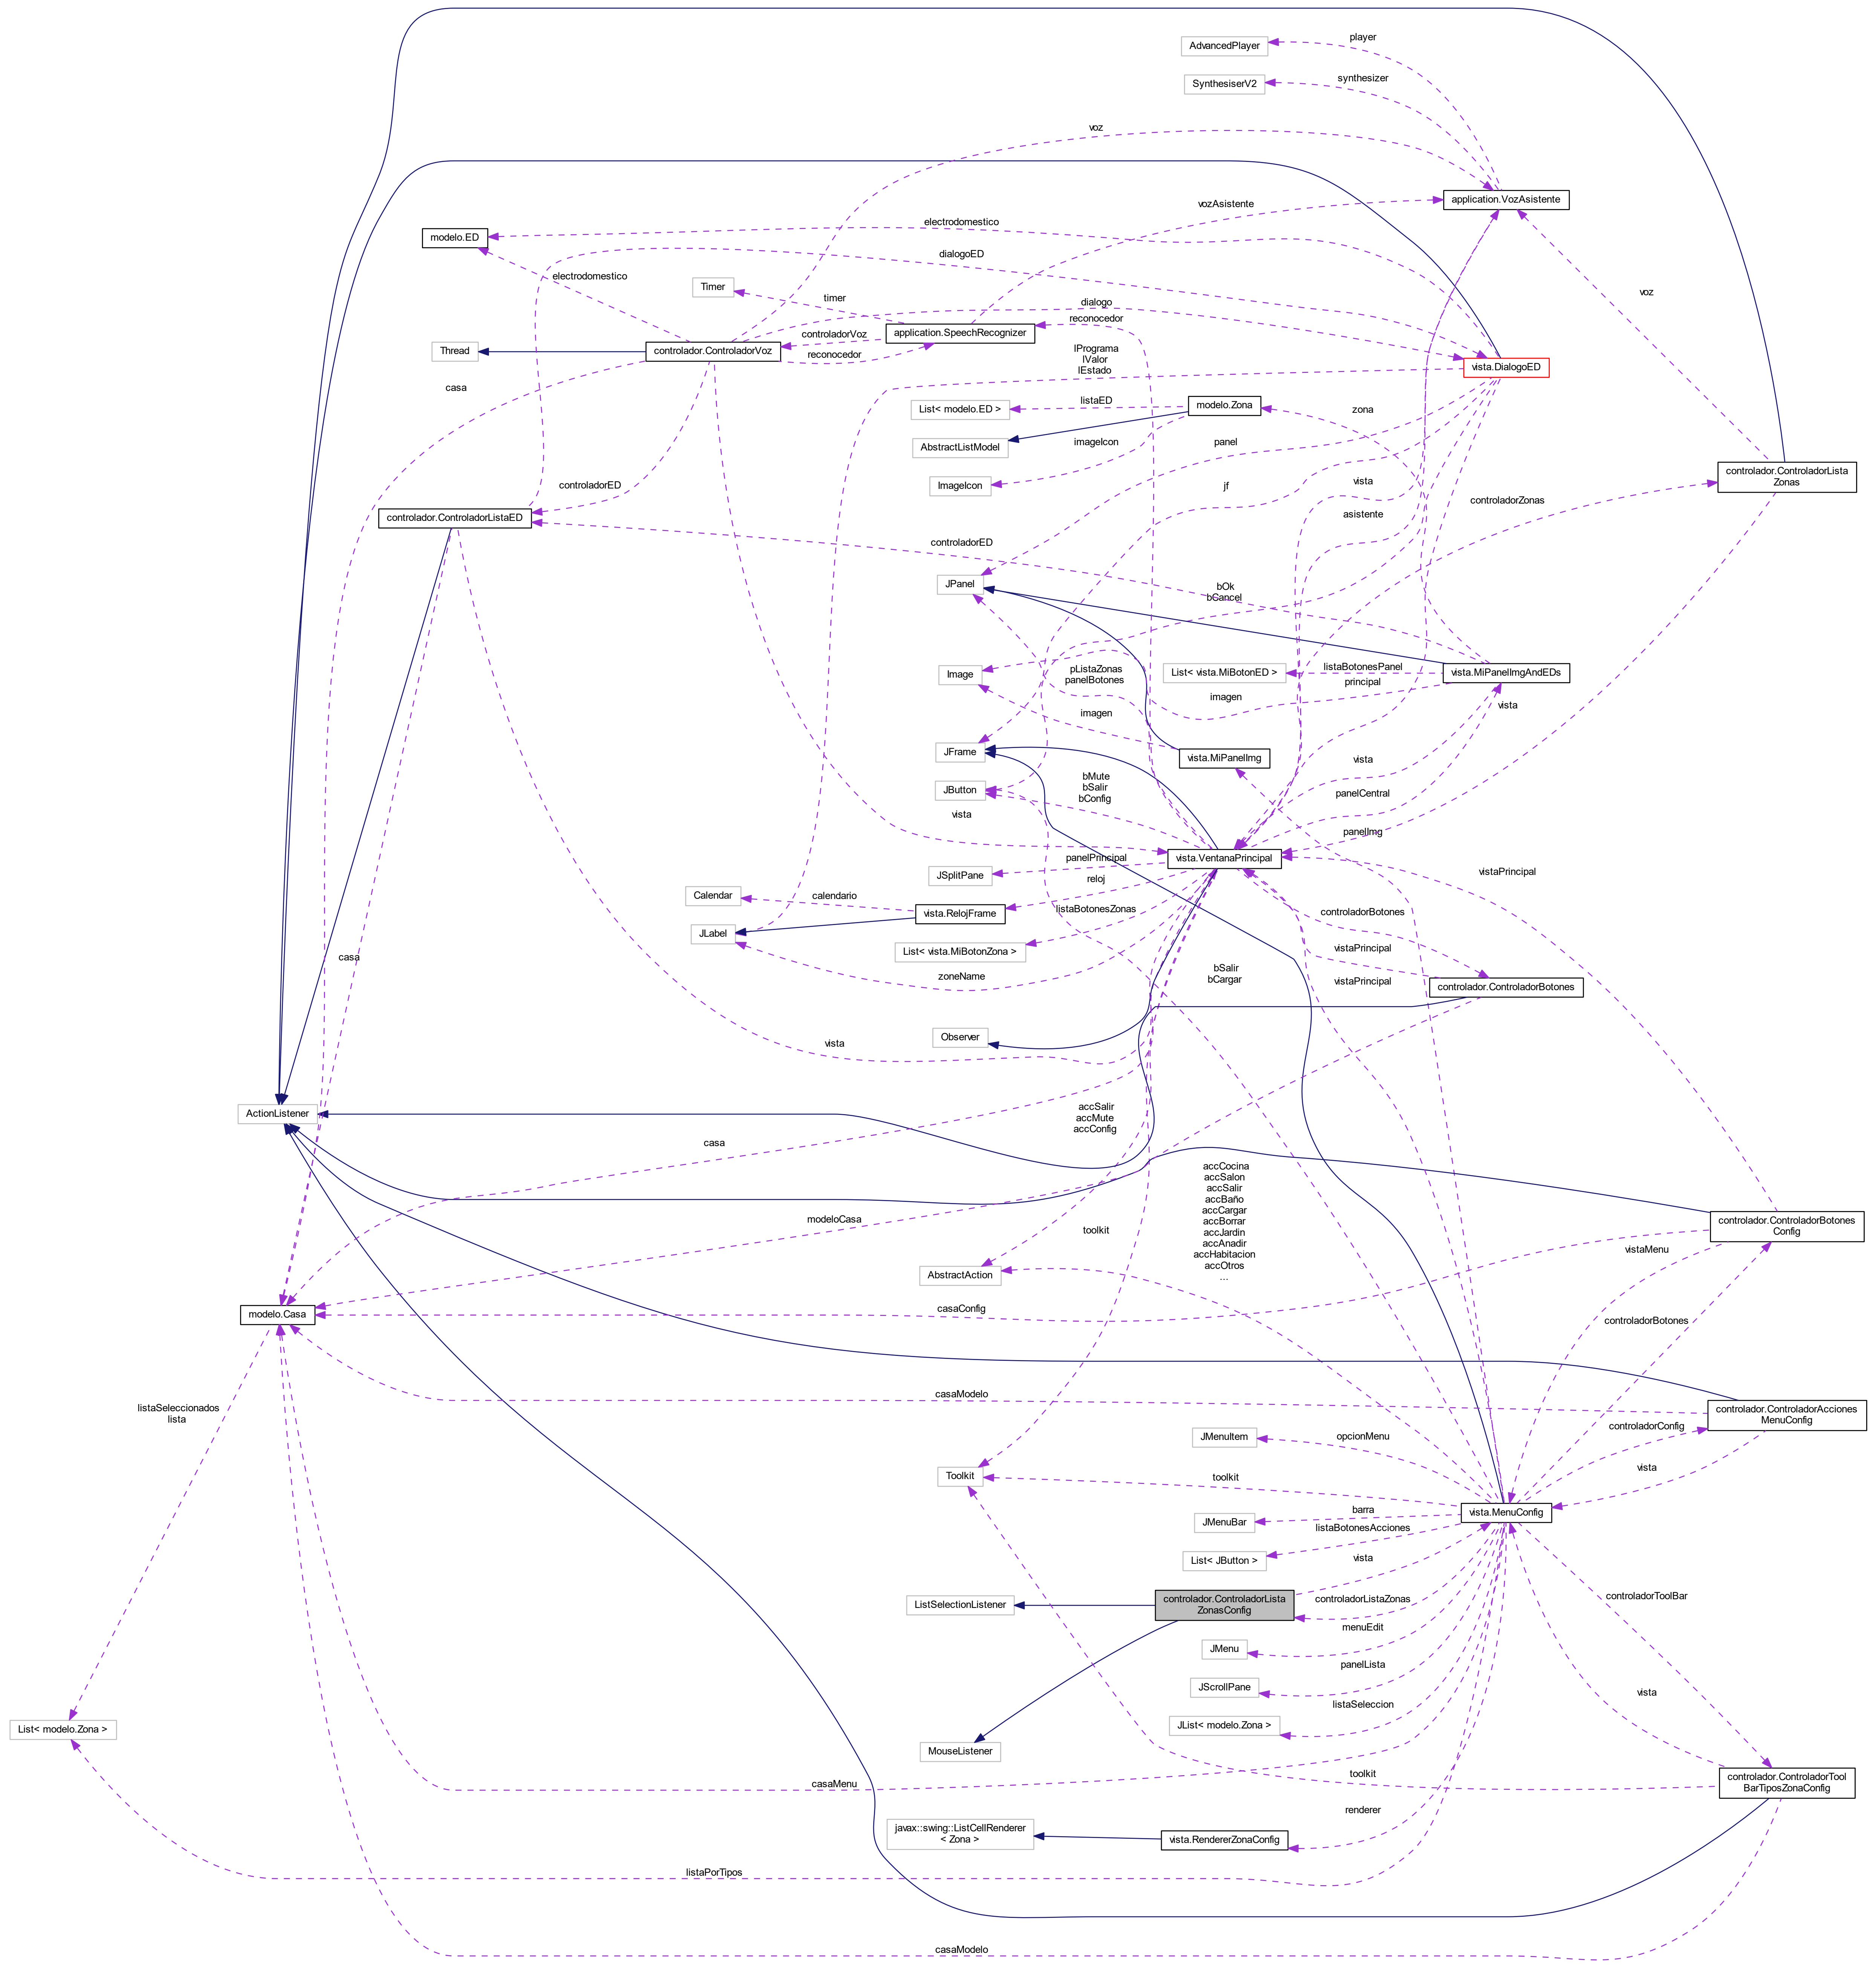 player
AdvancedPlayer
synthesizer
SynthesiserV2
voz
vozAsistente
application.VozAsistente
electrodomestico
modelo.ED
dialogoED
electrodomestico
Timer
timer
dialogo
reconocedor
voz
application.SpeechRecognizer
controladorVoz
Thread
controlador.ControladorVoz
reconocedor
lPrograma
lValor
lEstado
vista.DialogoED
casa
List< modelo.ED >
listaED
modelo.Zona
zona
AbstractListModel
imageIcon
panel
ImageIcon
controlador.ControladorLista
Zonas
controladorED
jf
vista
controladorZonas
controlador.ControladorListaED
asistente
controladorED
JPanel
bOk
bCancel
Image
pListaZonas
panelBotones
List< vista.MiBotonED >
listaBotonesPanel
principal
vista.MiPanelImgAndEDs
imagen
imagen
vista
JFrame
vista.MiPanelImg
vista
JButton
bMute
bSalir
bConfig
panelCentral
vista
panelImg
vista.VentanaPrincipal
panelPrincipal
JSplitPane
vistaPrincipal
reloj
Calendar
calendario
vista.RelojFrame
listaBotonesZonas
controladorBotones
JLabel
List< vista.MiBotonZona >
vistaPrincipal
casa
zoneName
bSalir
bCargar
vistaPrincipal
controlador.ControladorBotones
Observer
vista
ActionListener
accSalir
accMute
accConfig
casa
modeloCasa
toolkit
accCocina
accSalon
accSalir
accBaño
accCargar
accBorrar
accJardin
accAnadir
accHabitacion
accOtros
...
controlador.ControladorBotones
Config
vistaMenu
AbstractAction
modelo.Casa
casaConfig
controladorBotones
casaModelo
controlador.ControladorAcciones
MenuConfig
listaSeleccionados
lista
controladorConfig
JMenuItem
opcionMenu
vista
Toolkit
toolkit
vista.MenuConfig
JMenuBar
barra
listaBotonesAcciones
List< JButton >
vista
ListSelectionListener
controlador.ControladorLista
ZonasConfig
controladorListaZonas
controladorToolBar
JMenu
menuEdit
panelLista
JScrollPane
vista
listaSeleccion
List< modelo.Zona >
JList< modelo.Zona >
MouseListener
casaMenu
toolkit
controlador.ControladorTool
BarTiposZonaConfig
renderer
javax::swing::ListCellRenderer
< Zona >
vista.RendererZonaConfig
listaPorTipos
casaModelo